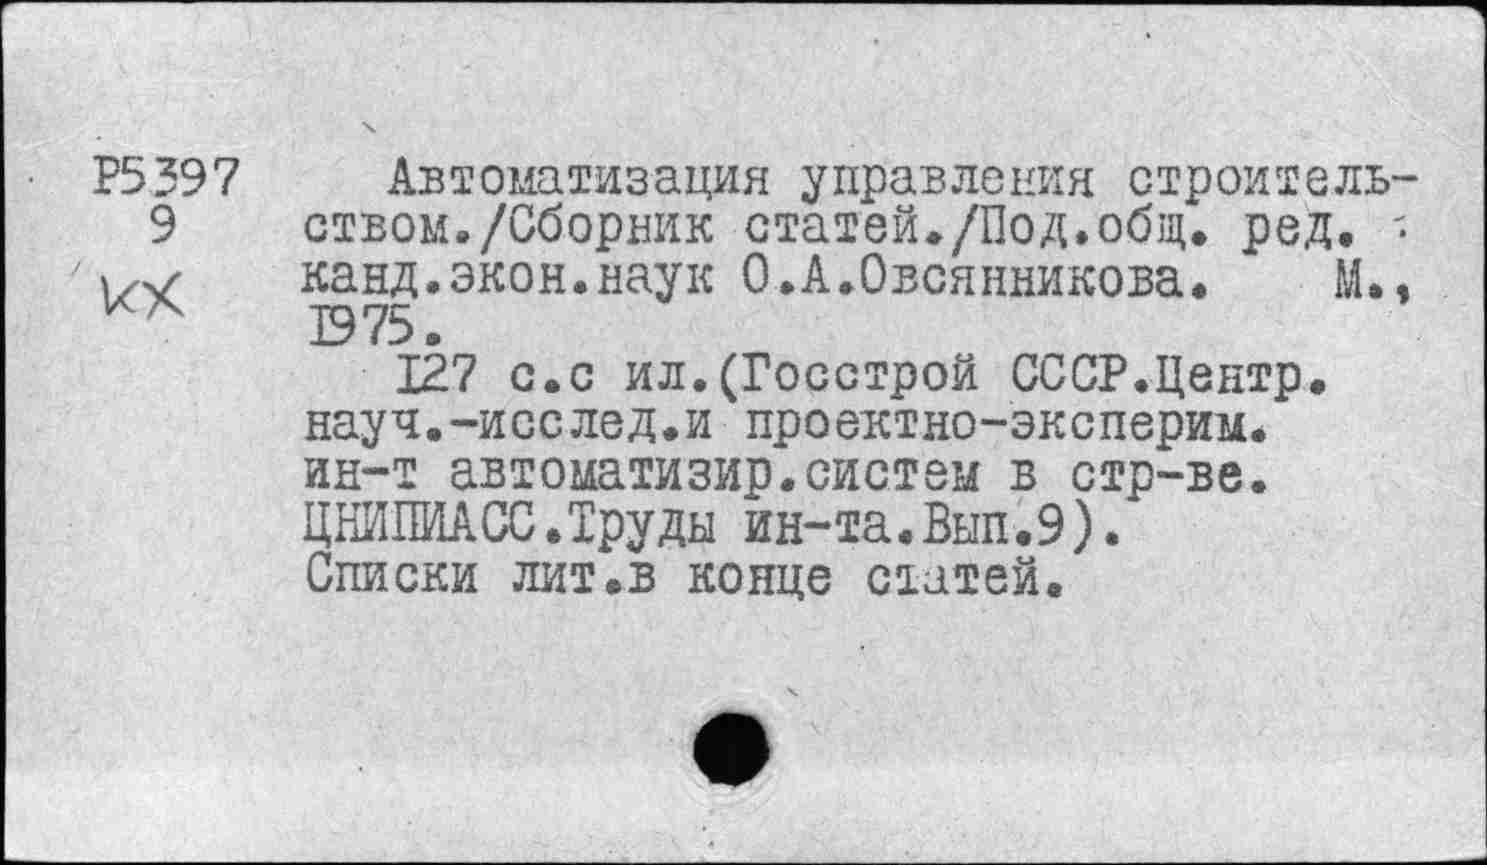 Р5397 Автоматизация управления строитель-
9 ством./Сборник статей./Под.общ. ред.
кх канд.экон.наук О.А.Овсянникова. М.,
1975.
127 с.с ил.(Госстрой СССР.Центр.
науч.-исслед.и проектно-эксперим.
ин-т автоматизир.систем в стр-ве.
ЦНИПИАСС.Труды ин-та.Вып.9).
Списки лит.в конце статей.